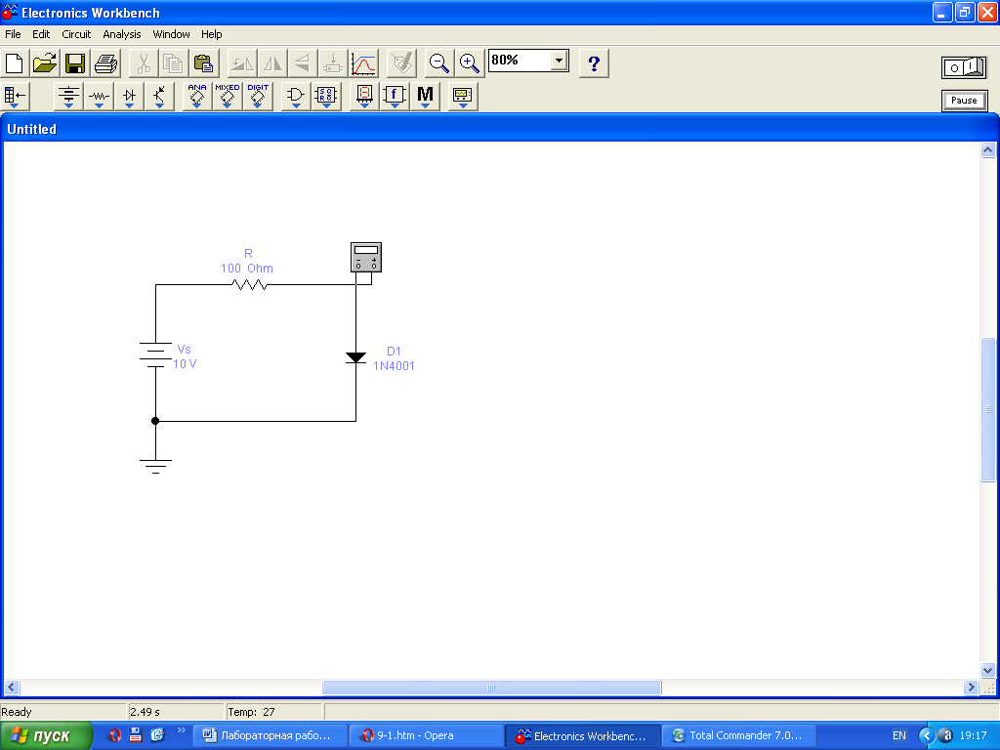 Electronics Workbench
File Edit Circuit Analysis Window Help
80%
?
ANA MIXED DIGIT
f M
Pause
Untitled
R
100 Ohm
Vs
10 V
D1
1N4001
Ready 2.49 s Temp: 27
пуск » Лабораторная рабо... 9-1.htm - Opera Electronics Workbenc... Total Commander 7.0... EN 19:17